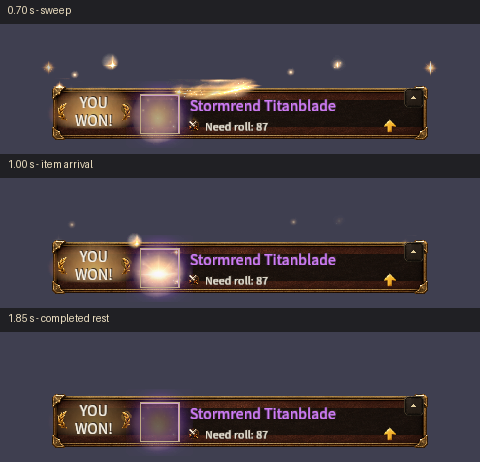 0.70 s - sweep
YOU
WON!
Stormrend Titanblade
Need roll: 87
1.00 s - item arrival
YOU
WON!
Stormrend Titanblade
Need roll: 87
1.85 s - completed rest
YOU
WON!
Stormrend Titanblade
Need roll: 87